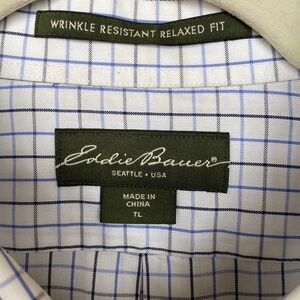 WRINKLE RESISTANT RELAXED FIT
Eddie Bauer®
SEATTLE • USA
MADE IN
CHINA
TL